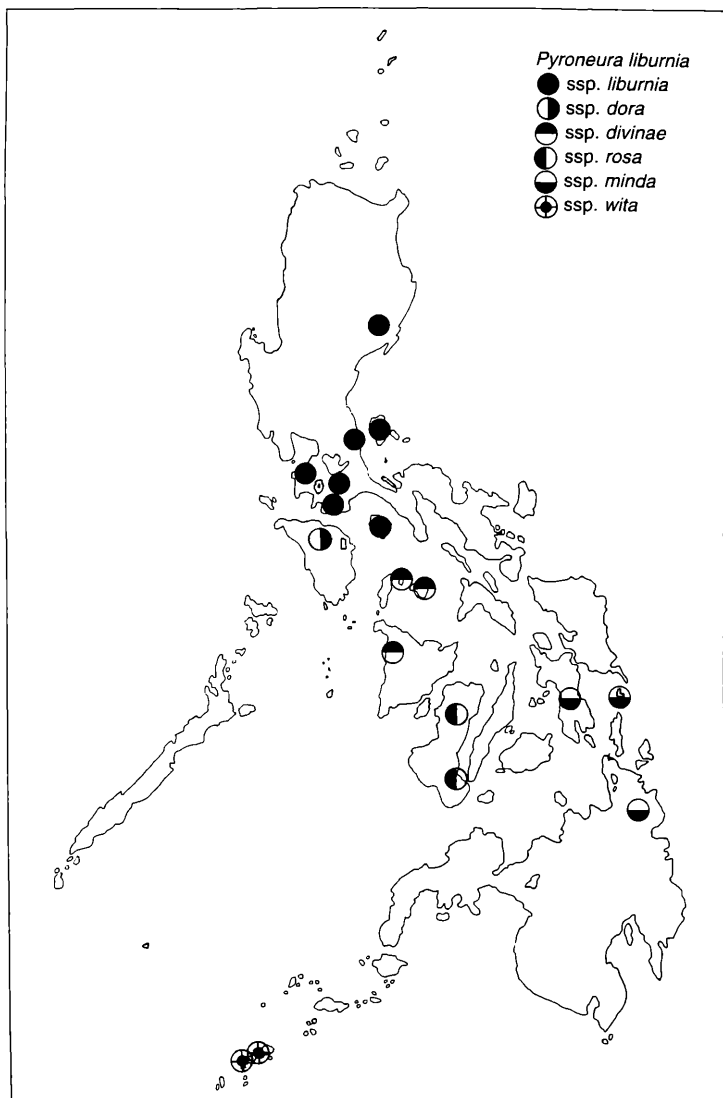 Pyroneura liburnia
ssp. liburnia
ssp. dora
ssp. divinae
ssp. rosa
ssp. minda
ssp. wita